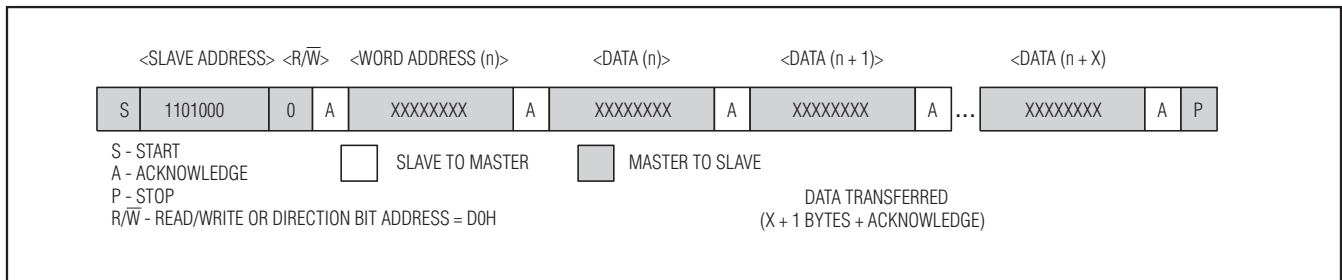 <SLAVE ADDRESS> <R/W̅> <WORD ADDRESS (n)> <DATA (n)> <DATA (n + 1)> <DATA (n + X)
S 1101000 0 A XXXXXXXX A XXXXXXXX A XXXXXXXX A ... XXXXXXXX A P
S - START
A - ACKNOWLEDGE
P - STOP
R/W̅ - READ/WRITE OR DIRECTION BIT ADDRESS = D0H
SLAVE TO MASTER
MASTER TO SLAVE
DATA TRANSFERRED
(X + 1 BYTES + ACKNOWLEDGE)